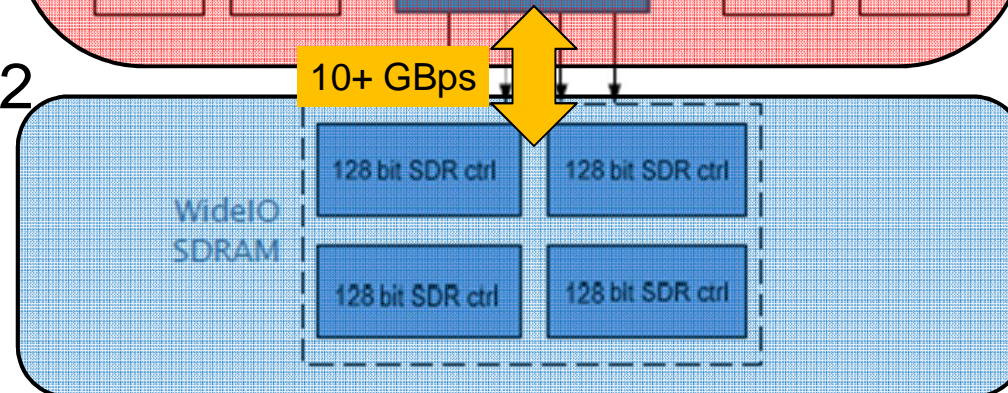 10+ GBps
2
128 bit SDR ctrl
128 bit SDR ctrl
WideIO
SDRAM
128 bit SDR ctrl
128 bit SDR ctrl